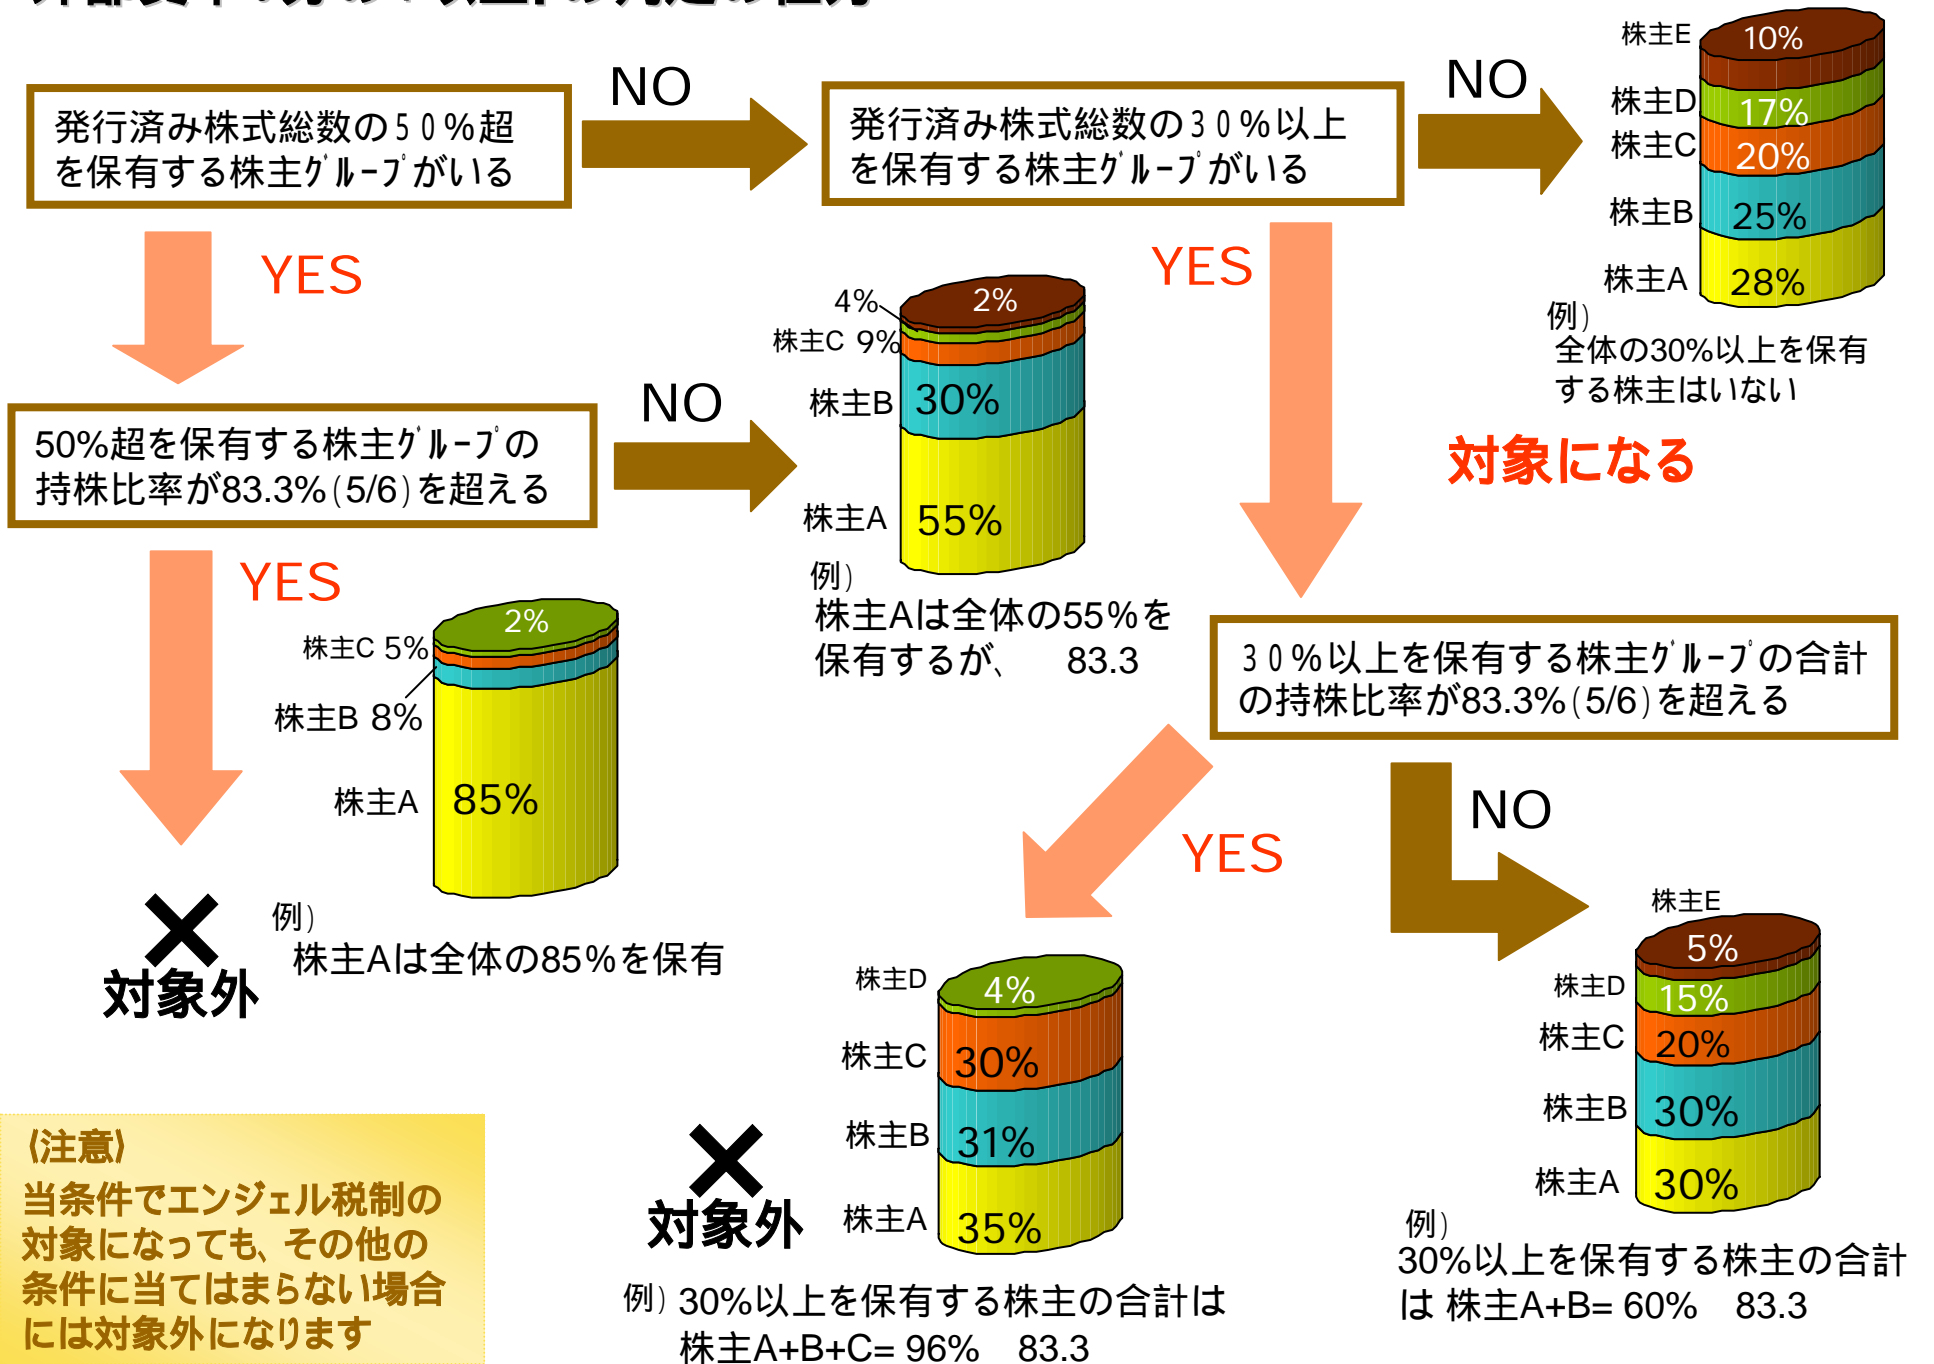 発行済み株式総数の50%超
を保有する株主ｸﾞﾙｰﾌﾟがいる
NO
発行済み株式総数の30%以上
を保有する株主ｸﾞﾙｰﾌﾟがいる
NO
株主E 10%
株主D 17%
株主C 20%
株主B 25%
株主A 28%
例)
全体の30%以上を保有
する株主はいない
YES
YES
対象になる
50%超を保有する株主ｸﾞﾙｰﾌﾟの
持株比率が83.3%(5/6)を超える
NO
2%
4%
株主C 9%
株主B 30%
株主A 55%
例)
株主Aは全体の55%を
保有するが、 83.3
YES
2%
株主C 5%
株主B 8%
株主A 85%
例)
株主Aは全体の85%を保有
対象外
30%以上を保有する株主ｸﾞﾙｰﾌﾟの合計
の持株比率が83.3%(5/6)を超える
YES
NO
株主D 4%
株主C 30%
株主B 31%
株主A 35%
対象外
例) 30%以上を保有する株主の合計は
株主A+B+C= 96% 83.3
株主E
5%
株主D 15%
株主C 20%
株主B 30%
株主A 30%
例)
30%以上を保有する株主の合計
は 株主A+B= 60% 83.3
(注意)
当条件でエンジェル税制の
対象になっても、その他の
条件に当てはまらない場合
には対象外になります